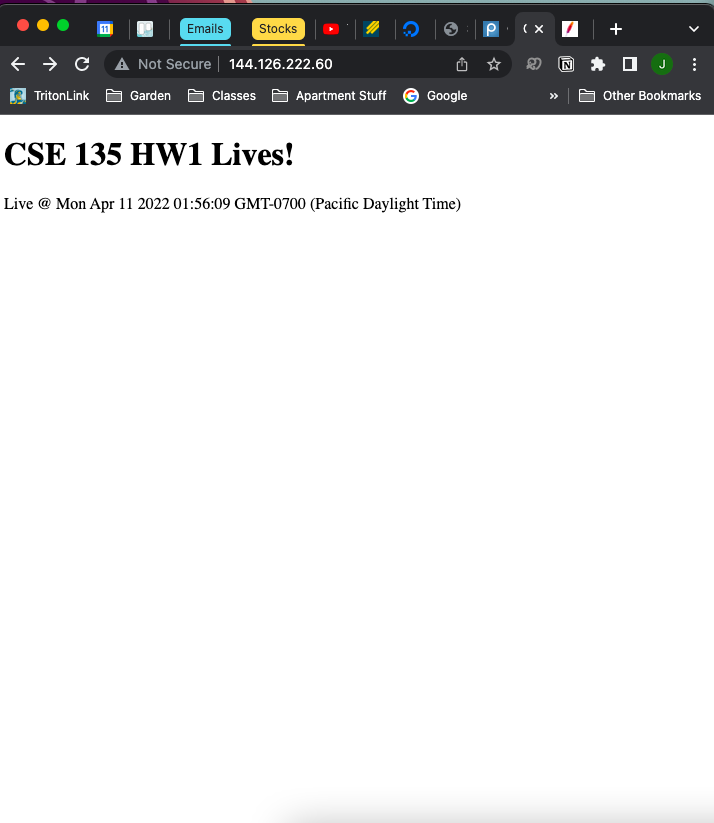 11 Emails Stocks
Not Secure 144.126.222.60 J
TritonLink Garden Classes Apartment Stuff Google » Other Bookmarks
CSE 135 HW1 Lives!
Live @ Mon Apr 11 2022 01:56:09 GMT-0700 (Pacific Daylight Time)